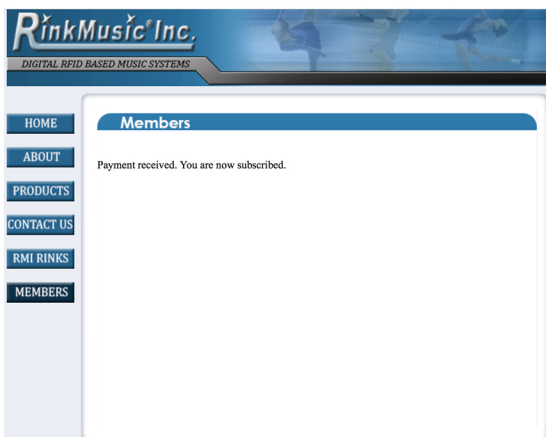 RinkMusic®Inc.
DIGITAL RFID BASED MUSIC SYSTEMS
HOME
ABOUT
PRODUCTS
CONTACT US
RMI RINKS
MEMBERS
Members
Payment received. You are now subscribed.